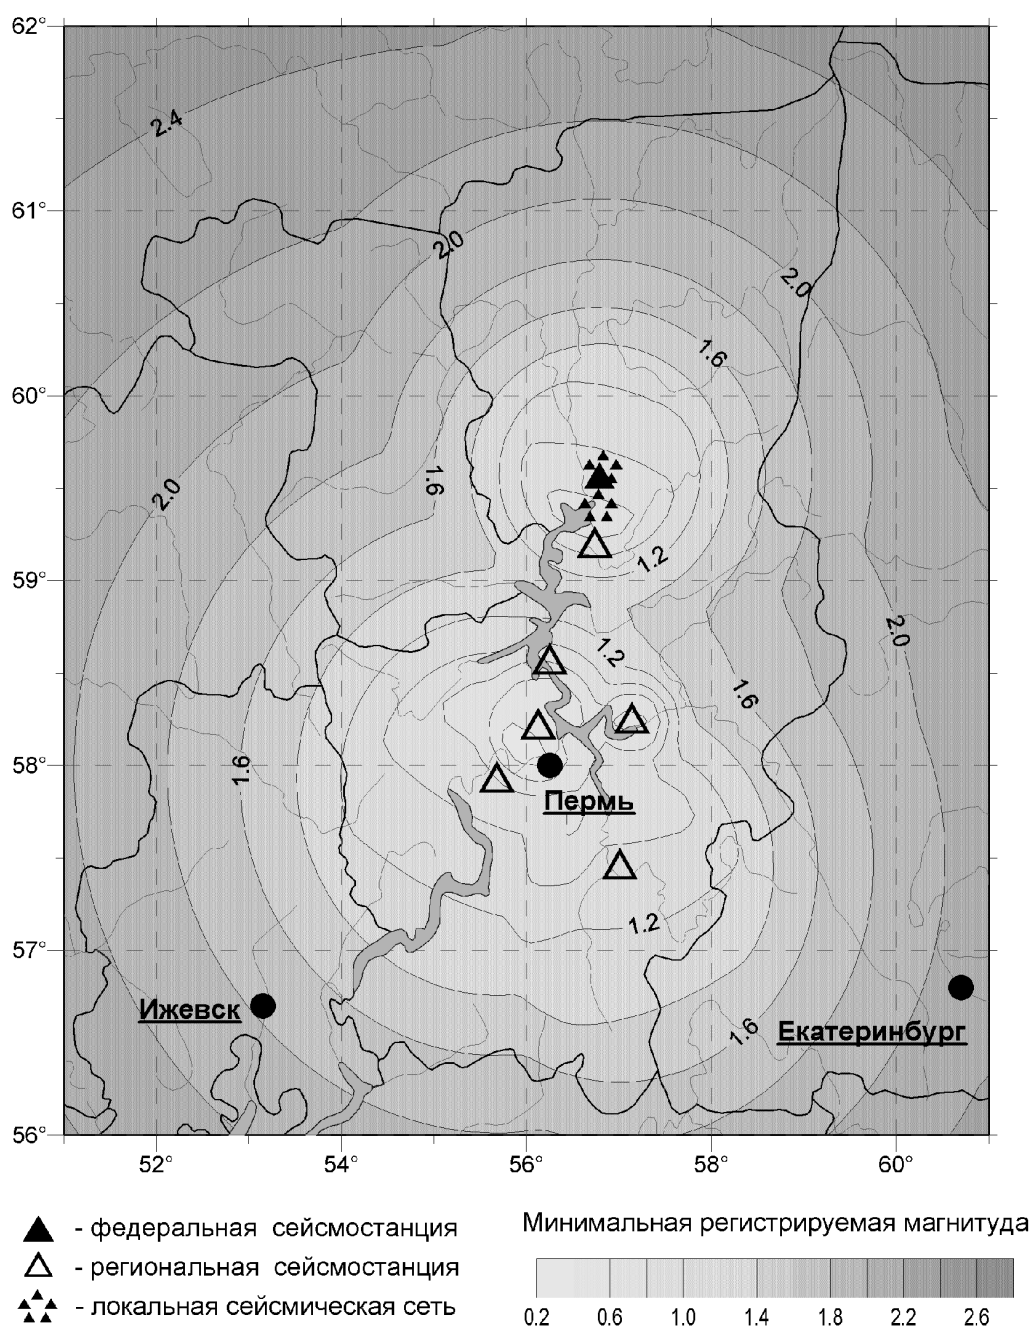 62°
2.4
61°
2.0
2.0
1.6
60°
1.6
2.0
1.2
59°
2.0
1.2
1.6
58°
1.6
Пермь
1.2
57°
Ижевск
1.6
Екатеринбург
56°
52° 54° 56° 58° 60°
- федеральная сейсмостанция
- региональная сейсмостанция
- локальная сейсмическая сеть
Минимальная регистрируемая магнитуда
0.2 0.6 1.0 1.4 1.8 2.2 2.6